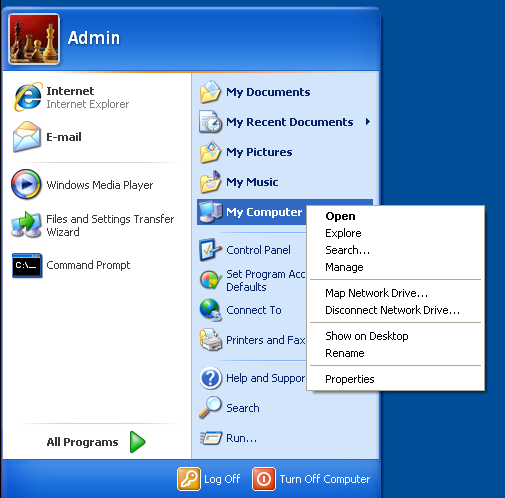 Admin
Internet
Internet Explorer
E-mail
Windows Media Player
Files and Settings Transfer
Wizard
C:\_
Command Prompt
All Programs
My Documents
My Recent Documents
My Pictures
My Music
My Computer
Control Panel
Set Program Acc
Defaults
Connect To
Printers and Fax
Help and Suppor
Search
Run...
Open
Explore
Search...
Manage
Map Network Drive...
Disconnect Network Drive...
Show on Desktop
Rename
Properties
Log Off
Turn Off Computer